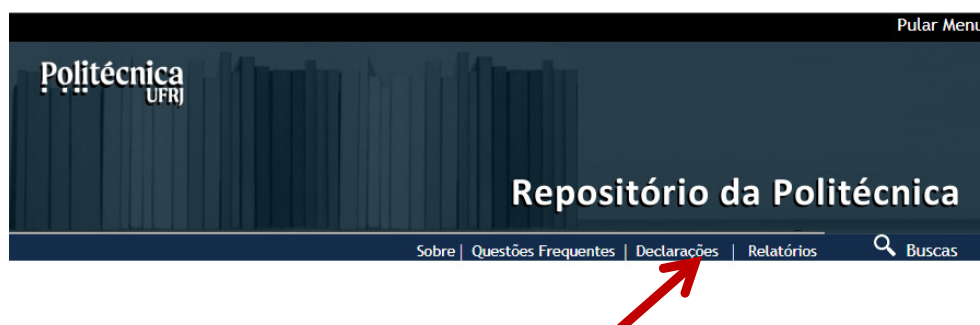 Pular Menu
Politécnica
UFRJ
Repositório da Politécnica
Sobre | Questões Frequentes | Declarações | Relatórios Buscas